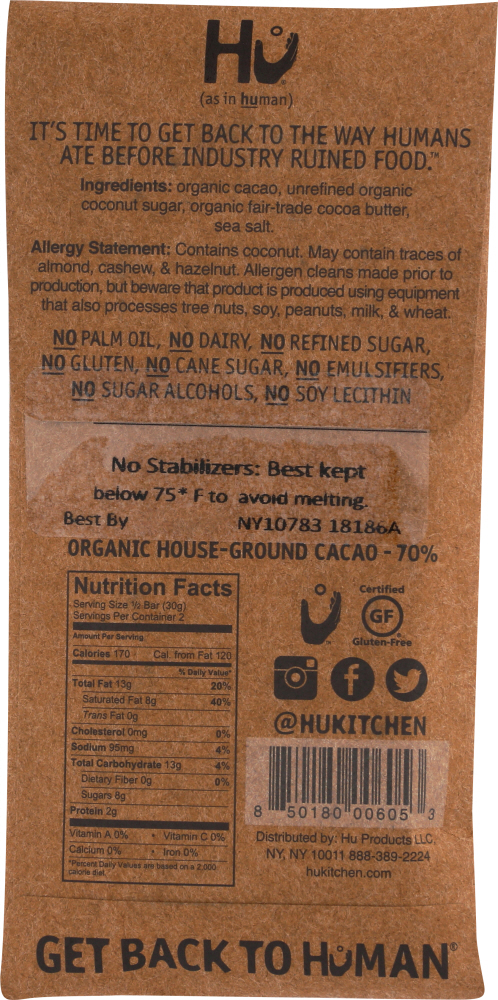 Hu
(as in human)
IT'S TIME TO GET BACK TO THE WAY HUMANS
ATE BEFORE INDUSTRY RUINED FOOD.™
Ingredients: organic cacao, unrefined organic
coconut sugar, organic fair-trade cocoa butter,
sea salt.
Allergy Statement: Contains coconut. May contain traces of
almond, cashew, & hazelnut. Allergen cleans made prior to
production, but beware that product is produced using equipment
that also processes tree nuts, soy, peanuts, milk, & wheat.
NO PALM OIL, NO DAIRY, NO REFINED SUGAR,
NO GLUTEN, NO CANE SUGAR, NO EMULSIFIERS,
NO SUGAR ALCOHOLS, NO SOY LECITHIN
No Stabilizers: Best kept
below 75* F to avoid melting.
Best By NY10783 18186A
ORGANIC HOUSE-GROUND CACAO - 70%
Nutrition Facts
Serving Size ½ Bar (30g)
Servings Per Container 2
Amount Per Serving
Calories 170 Cal. from Fat 120
% Daily Value*
Total Fat 13g 20%
Saturated Fat 8g 40%
Trans Fat 0g
Cholesterol 0mg 0%
Sodium 95mg 4%
Total Carbohydrate 13g 4%
Dietary Fiber 0g 0%
Sugars 8g
Protein 2g
Vitamin A 0% • Vitamin C 0%
Calcium 0% • Iron 0%
*Percent Daily Values are based on a 2,000
calorie diet.
Certified
GF
Gluten-Free
@HUKITCHEN
8 50180 00605 3
Distributed by: Hu Products LLC
NY, NY 10011 888-389-2224
hukitchen.com
GET BACK TO HUMAN®